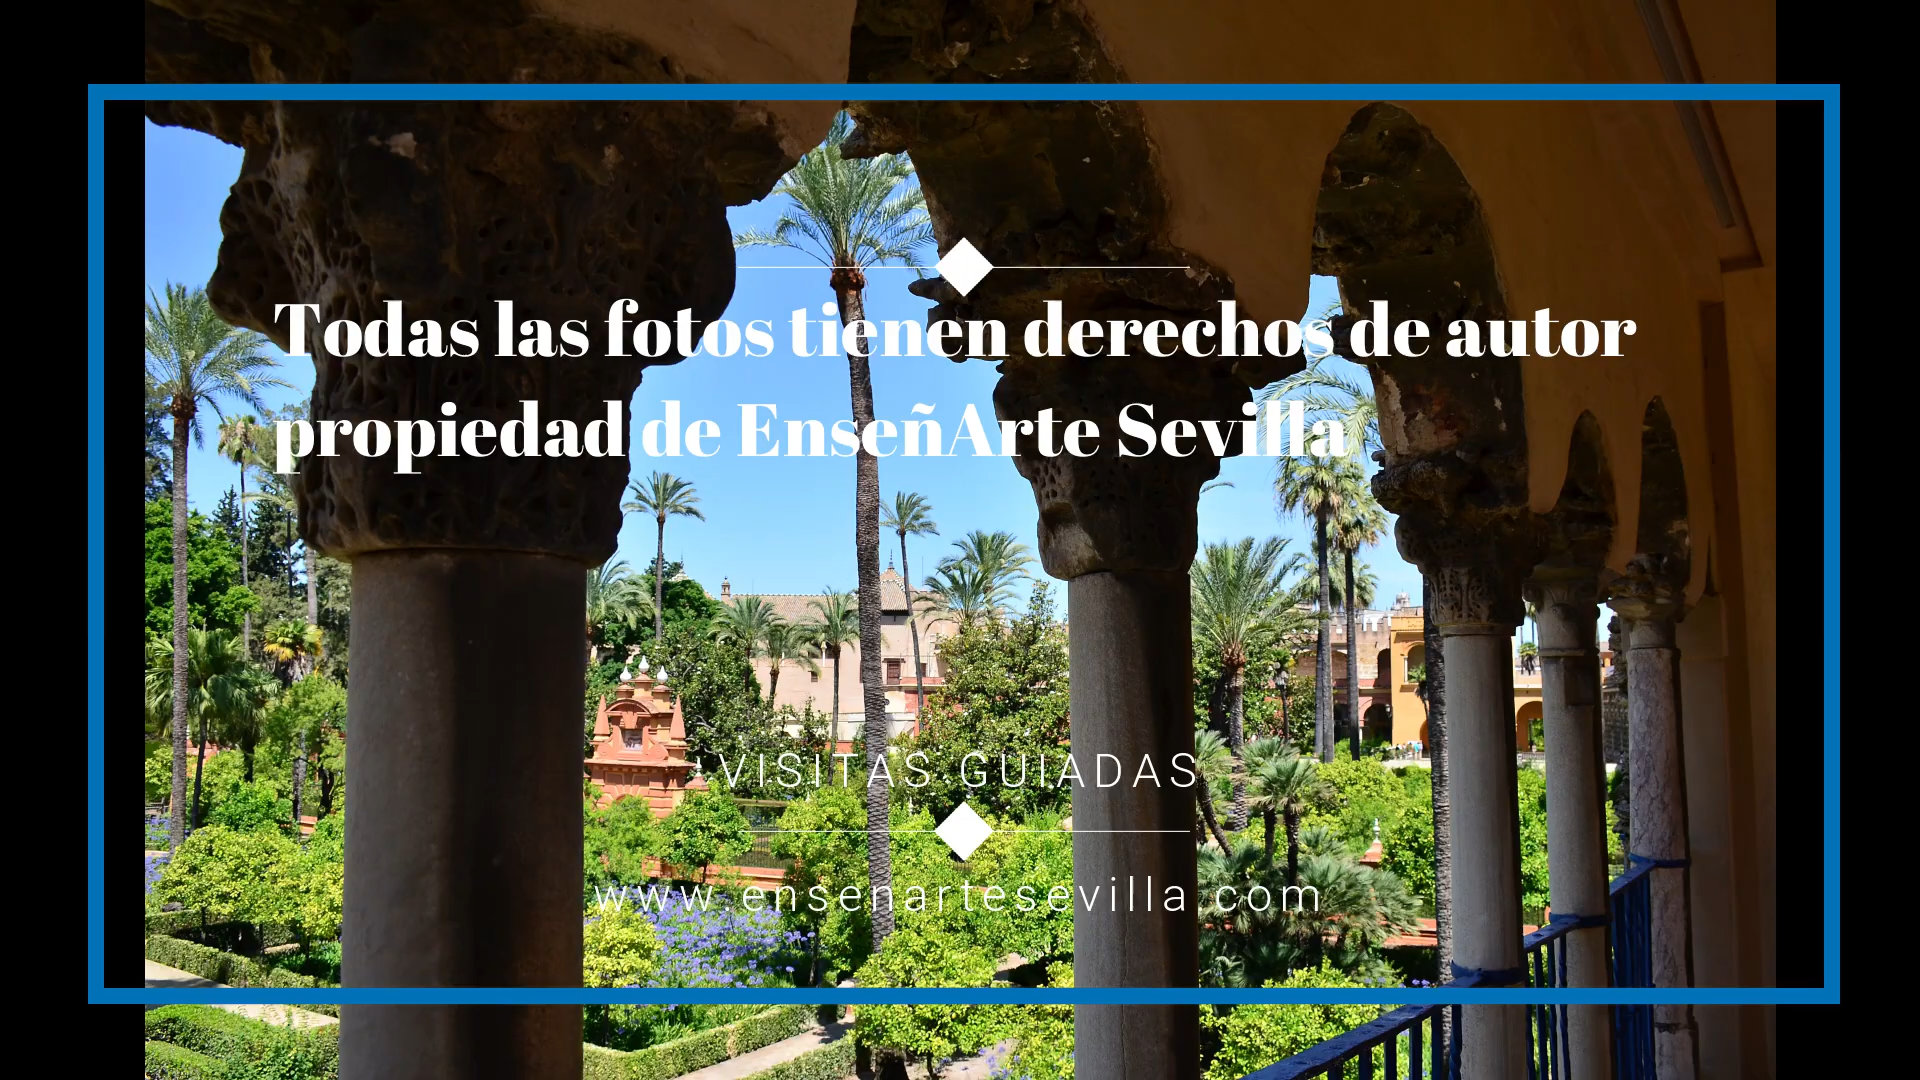 Todas las fotos tienen derechos de autor
propiedad de EnseñArte Sevilla
VISITAS GUIADAS
www.ensenartesevilla.com